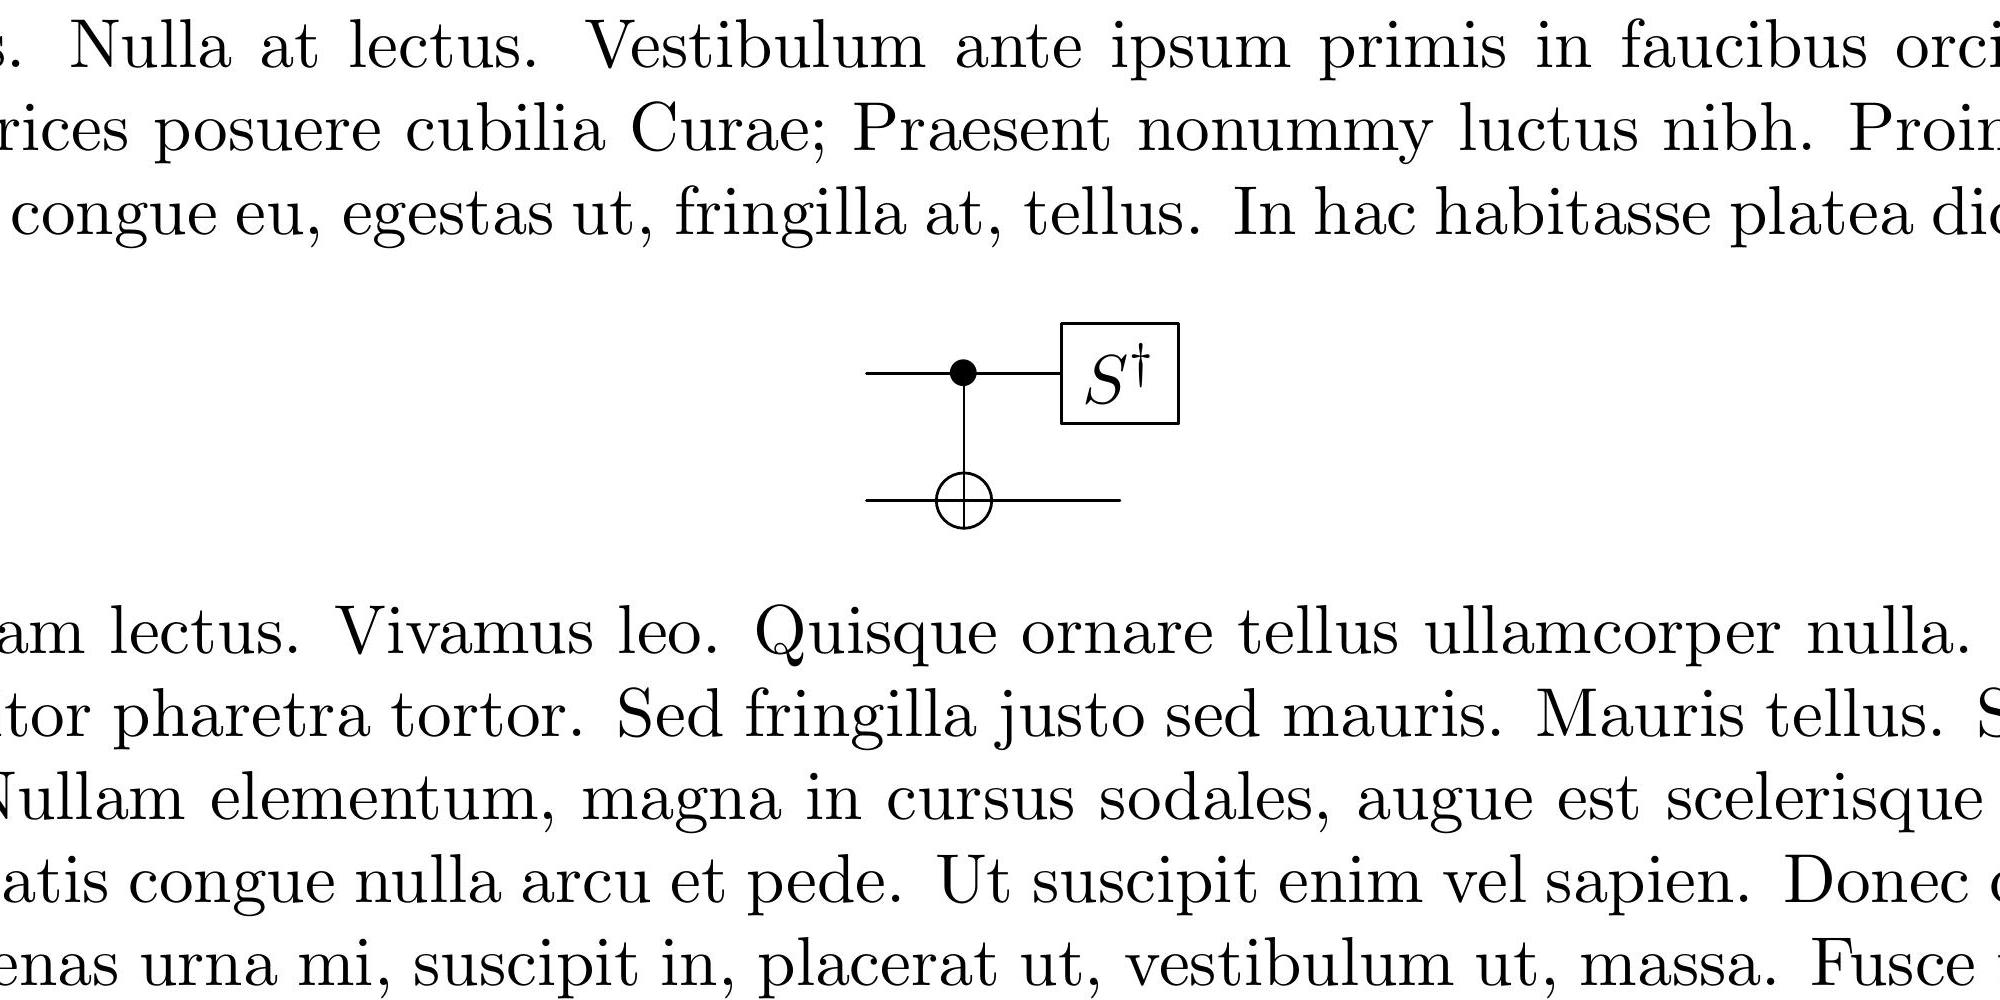 s. Nulla at lectus. Vestibulum ante ipsum primis in faucibus orci
rices posuere cubilia Curae; Praesent nonummy luctus nibh. Proin
congue eu, egestas ut, fringilla at, tellus. In hac habitasse platea dic
S†
am lectus. Vivamus leo. Quisque ornare tellus ullamcorper nulla.
tor pharetra tortor. Sed fringilla justo sed mauris. Mauris tellus. S
Nullam elementum, magna in cursus sodales, augue est scelerisque
atis congue nulla arcu et pede. Ut suscipit enim vel sapien. Donec c
enas urna mi, suscipit in, placerat ut, vestibulum ut, massa. Fusce